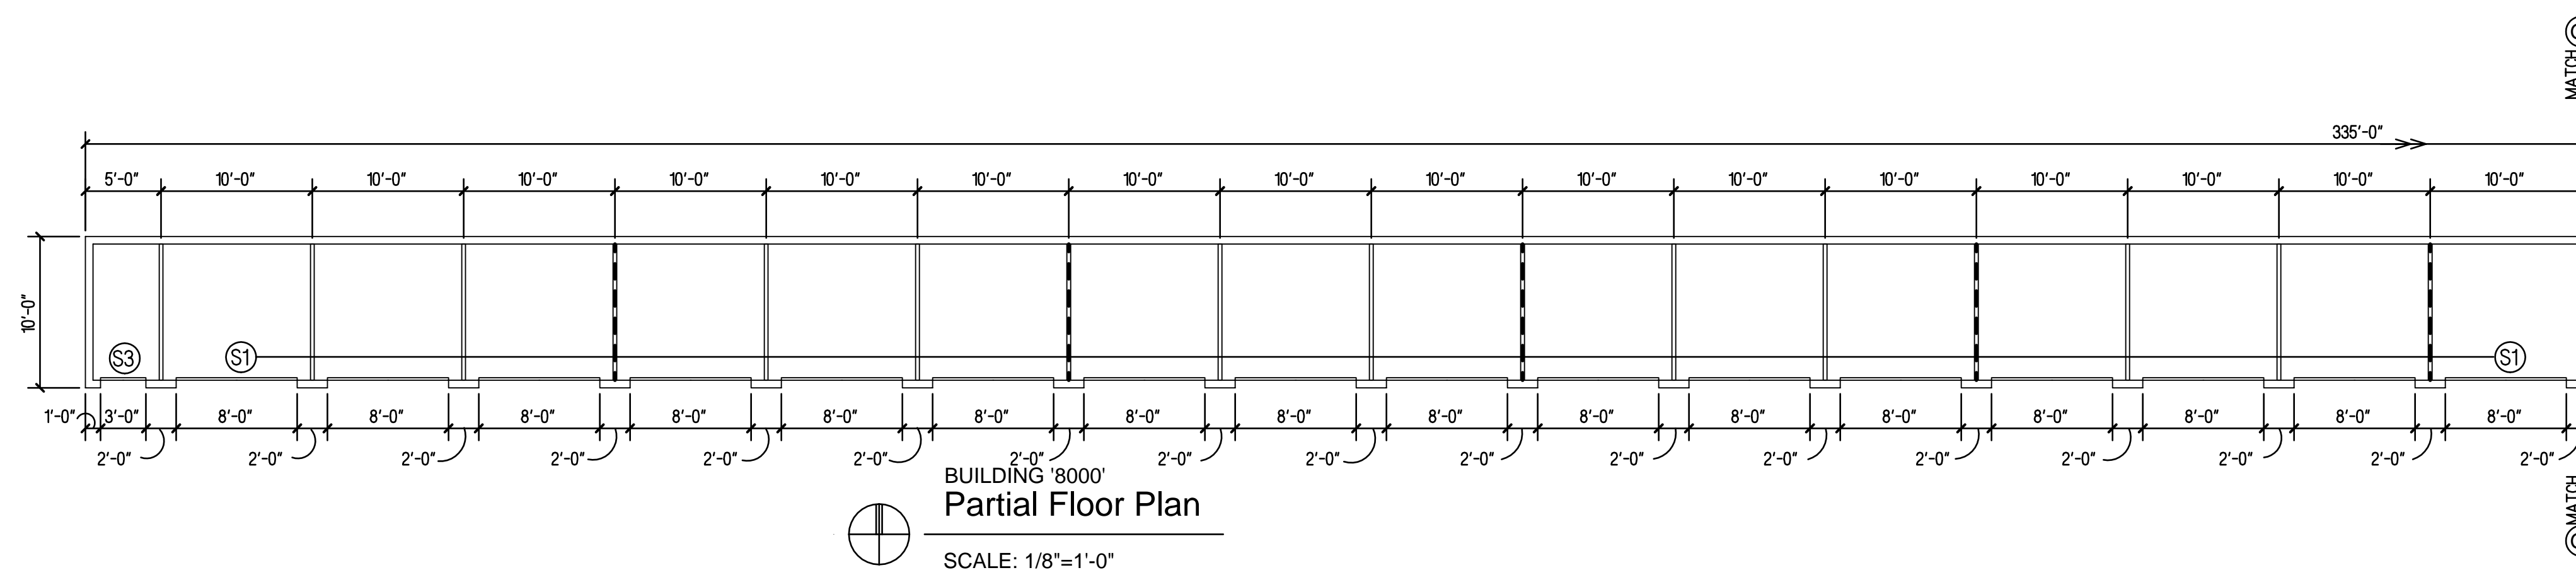 MATCH
335'-0"
5'-0" 10'-0" 10'-0" 10'-0" 10'-0" 10'-0" 10'-0" 10'-0" 10'-0" 10'-0" 10'-0" 10'-0" 10'-0" 10'-0" 10'-0" 10'-0" 10'-0"
10'-0"
S3 S1 S1
1'-0" 3'-0" 8'-0" 8'-0" 8'-0" 8'-0" 8'-0" 8'-0" 8'-0" 8'-0" 8'-0" 8'-0" 8'-0" 8'-0" 8'-0" 8'-0" 8'-0" 8'-0"
2'-0" 2'-0" 2'-0" 2'-0" 2'-0" 2'-0" 2'-0" 2'-0" 2'-0" 2'-0" 2'-0" 2'-0" 2'-0" 2'-0" 2'-0" 2'-0" 2'-0"
BUILDING '8000'
Partial Floor Plan
SCALE: 1/8"=1'-0"
MATCH